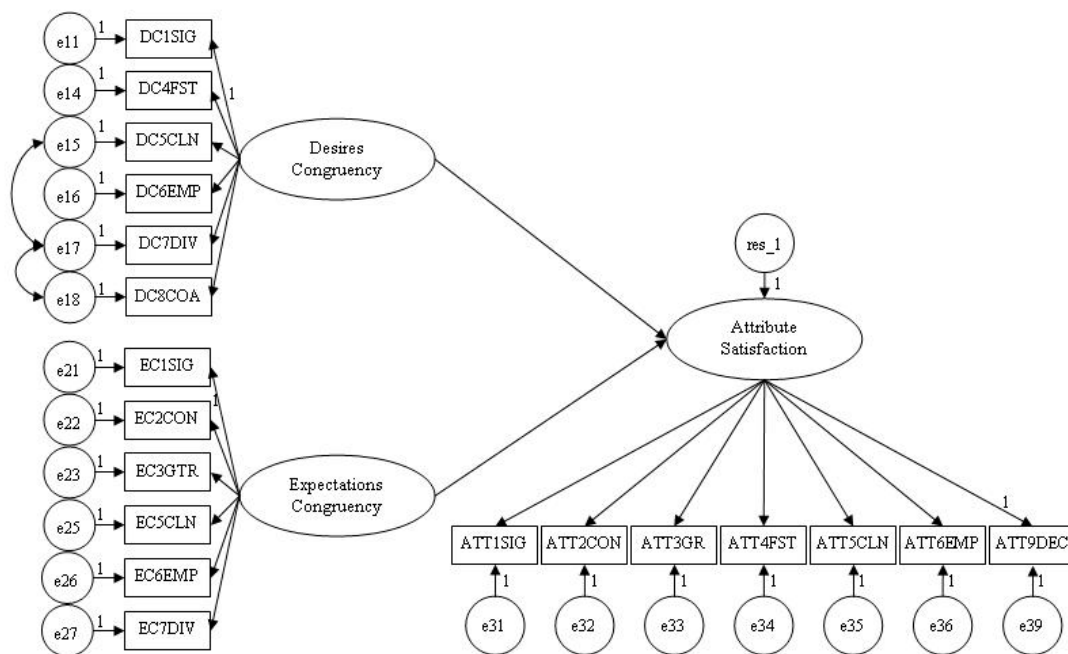 e11 1 DC1SIG
e14 1 DC4FST
1
e15 1 DC5CLN
e16 1 DC6EMP
e17 1 DC7DIV
e18 1 DC8COA
Desires
Congruency
e21 1 EC1SIG
e22 1 EC2CON
1
e23 1 EC3GTR
e25 1 EC5CLN
e26 1 EC6EMP
e27 1 EC7DIV
Expectations
Congruency
res_1
1
Attribute
Satisfaction
1
ATT1SIG ATT2CON ATT3GR ATT4FST ATT5CLN ATT6EMP ATT9DEC
1 1 1 1 1 1 1
e31 e32 e33 e34 e35 e36 e39